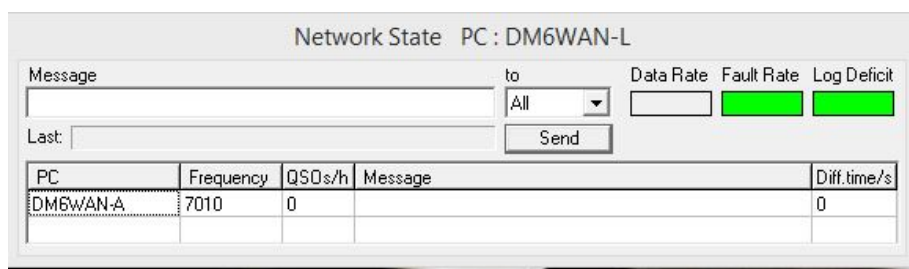 Network State PC : DM6WAN-L
Message to Data Rate Fault Rate Log Deficit
All
Last: Send
PC Frequency QSOs/h Message Diff.time/s
DM6WAN-A 7010 0 0